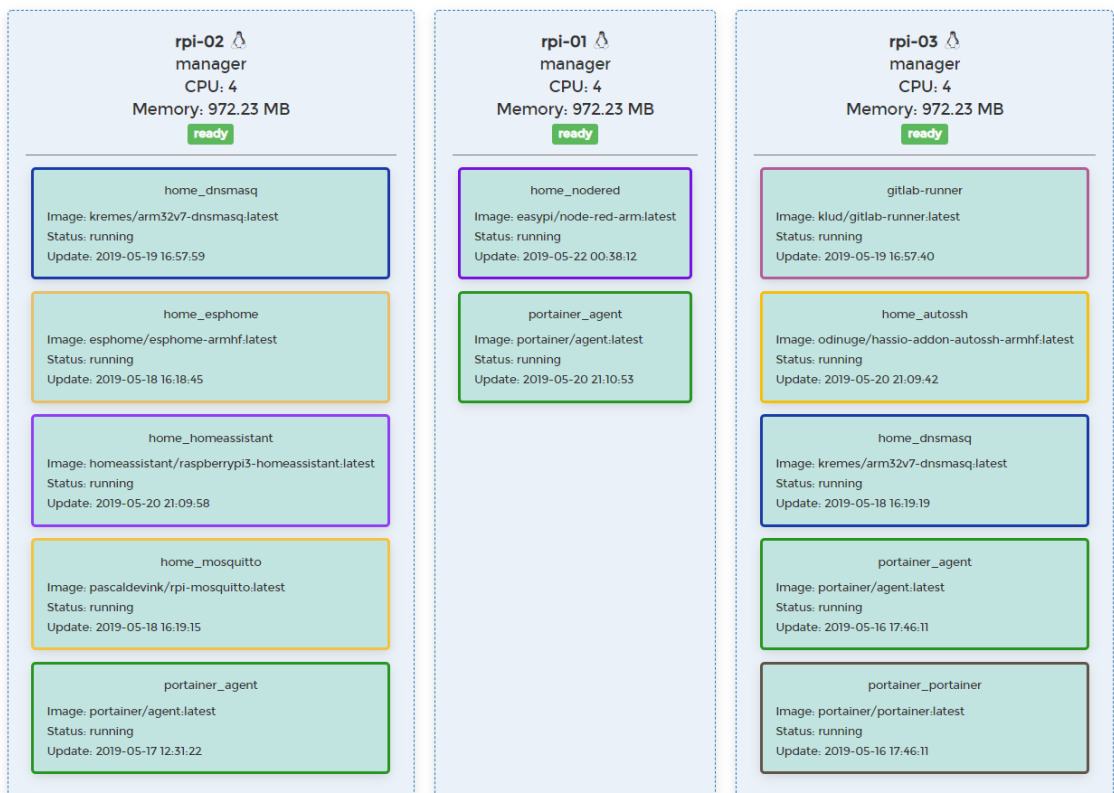 rpi-02
manager
CPU: 4
Memory: 972.23 MB
ready
home_dnsmasq
Image: kremes/arm32v7-dnsmasq:latest
Status: running
Update: 2019-05-19 16:57:59
home_esphome
Image: esphome/esphome-armhf:latest
Status: running
Update: 2019-05-18 16:18:45
home_homeassistant
Image: homeassistant/raspberrypi3-homeassistant:latest
Status: running
Update: 2019-05-20 21:09:58
home_mosquitto
Image: pascaldevink/rpi-mosquitto:latest
Status: running
Update: 2019-05-18 16:19:15
portainer_agent
Image: portainer/agent:latest
Status: running
Update: 2019-05-17 12:31:22
rpi-01
manager
CPU: 4
Memory: 972.23 MB
ready
home_nodered
Image: easypi/node-red-arm:latest
Status: running
Update: 2019-05-22 00:38:12
portainer_agent
Image: portainer/agent:latest
Status: running
Update: 2019-05-20 21:10:53
rpi-03
manager
CPU: 4
Memory: 972.23 MB
ready
gitlab-runner
Image: klud/gitlab-runner:latest
Status: running
Update: 2019-05-19 16:57:40
home_autossh
Image: odinuge/hassio-addon-autossh-armhf:latest
Status: running
Update: 2019-05-20 21:09:42
home_dnsmasq
Image: kremes/arm32v7-dnsmasq:latest
Status: running
Update: 2019-05-18 16:19:19
portainer_agent
Image: portainer/agent:latest
Status: running
Update: 2019-05-16 17:46:11
portainer_portainer
Image: portainer/portainer:latest
Status: running
Update: 2019-05-16 17:46:11